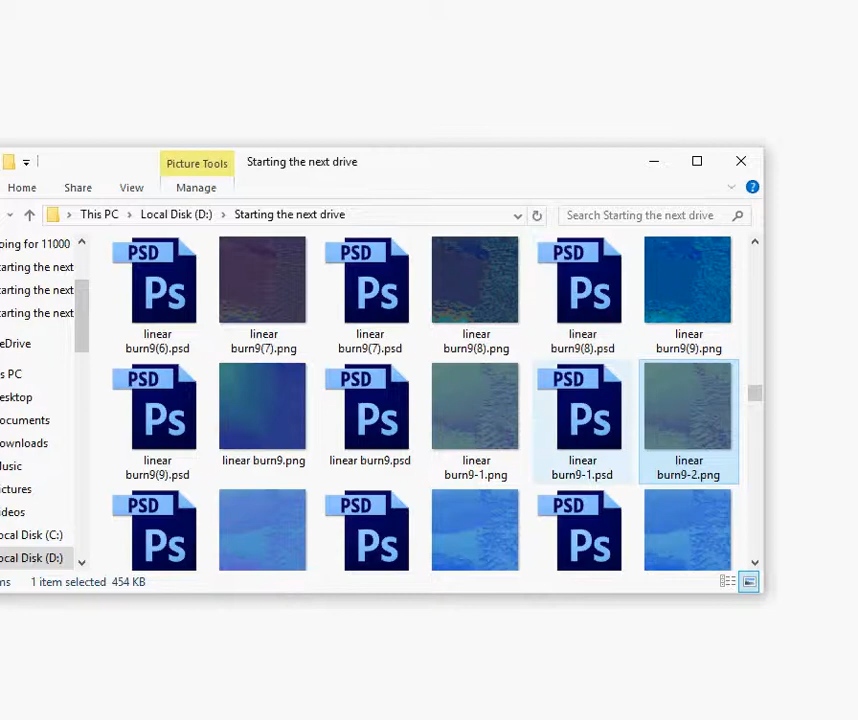 Picture Tools
Starting the next drive
Home
Share
View
Manage
This PC
Local Disk (D:)
Starting the next drive
Search Starting the next drive
oing for 11000
tarting the next
tarting the next
tarting the next
eDrive
s PC
esktop
ocuments
ownloads
usic
ictures
ideos
ocal Disk (C:)
ocal Disk (D:)
PSD
Ps
PSD
Ps
PSD
Ps
linear
burn9(6).psd
linear
burn9(7).png
linear
burn9(7).psd
linear
burn9(8).png
linear
burn9(8).psd
linear
burn9(9).png
PSD
Ps
PSD
Ps
PSD
Ps
linear
burn9(9).psd
linear burn9.png
linear burn9.psd
linear
burn9-1.png
linear
burn9-1.psd
linear
burn9-2.png
PSD
Ps
PSD
Ps
PSD
Ps
ms
1 item selected 454 KB